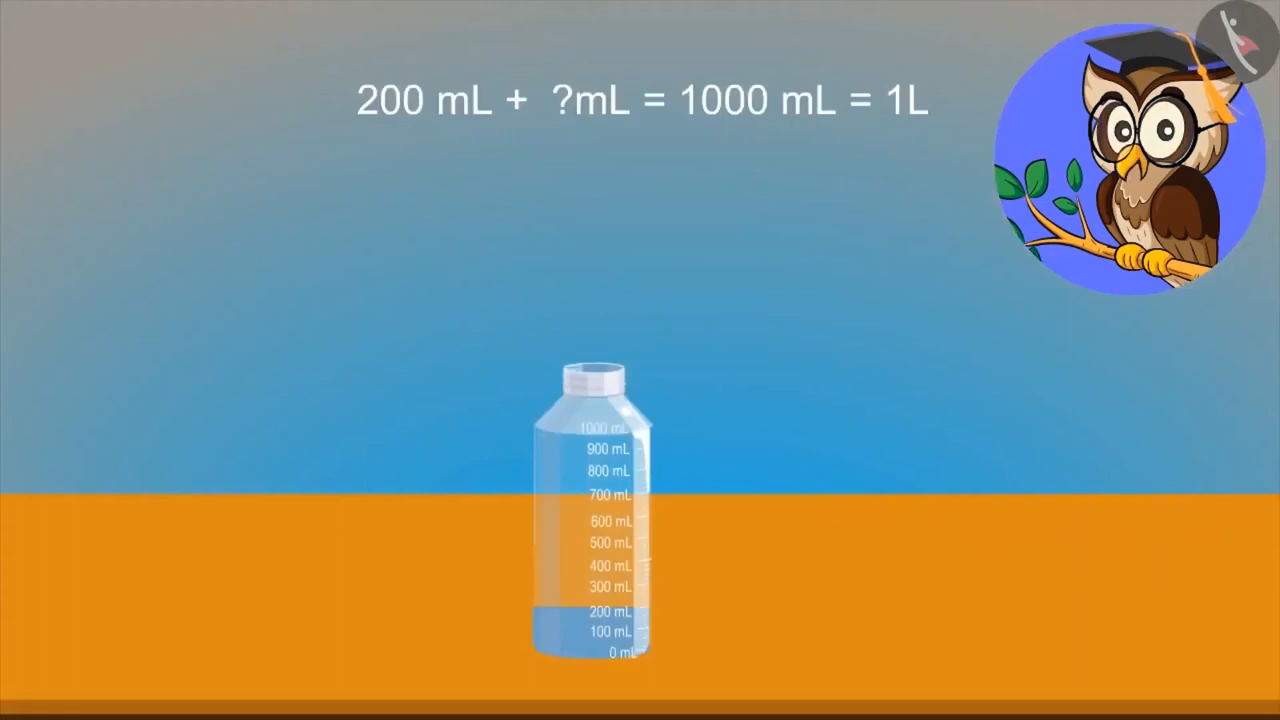 200 mL + ?mL = 1000 mL = 1L
1000 mL
900 mL
800 mL
700 mL
600 mL
500 mL
400 mL
300 mL
200 mL
100 mL
0 mL